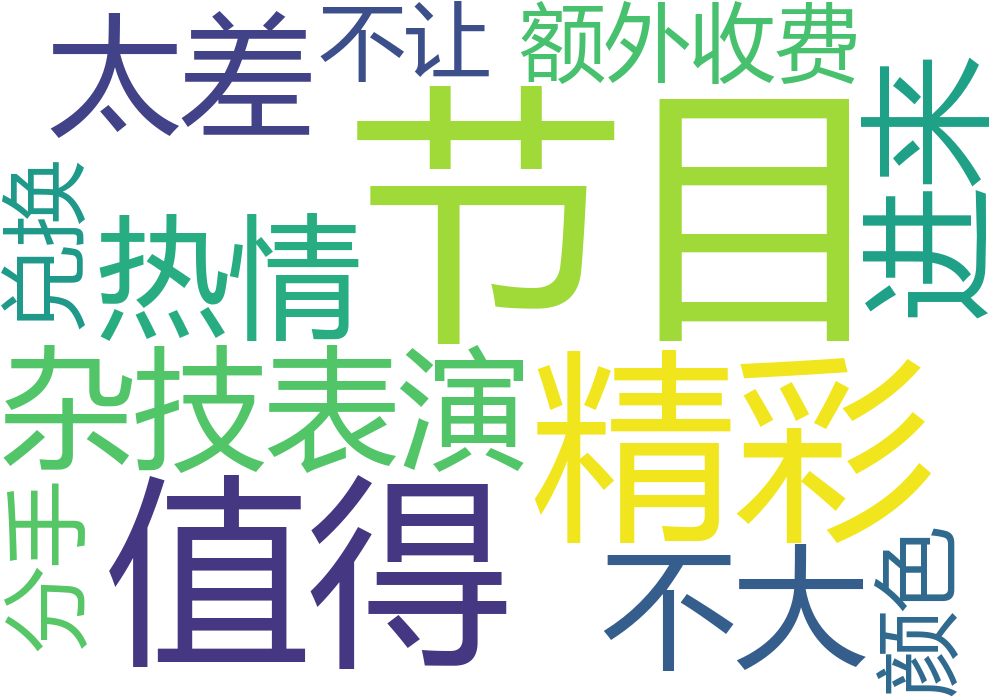 太差
不让
额外收费
节目
进来
兑换
热情
杂技表演
精彩
分手
值得
不大
颜色